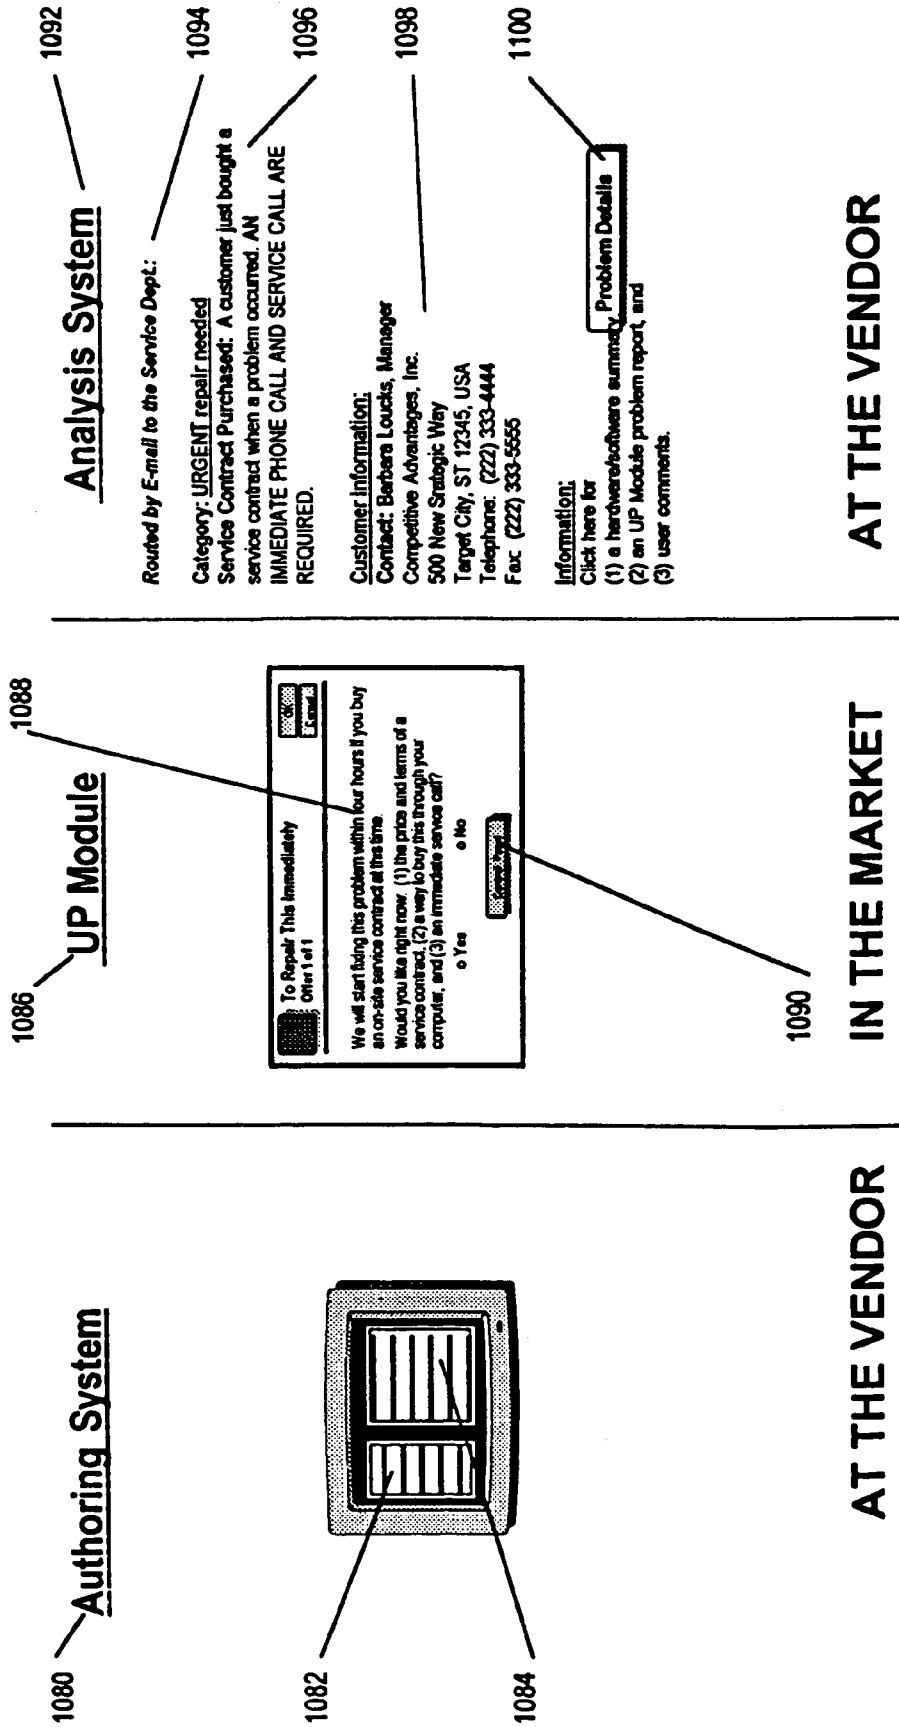 1080
Authoring System
1082
1084
AT THE VENDOR
1086
UP Module
1088
To Repair This Immediately
Offer 1 of 1
OK
Cancel
We will start fixing this problem within four hours if you buy
an on-site service contract at this time.
Would you like right now: (1) the price and terms of a
service contract, (2) a way to buy this through your
computer, and (3) an immediate service call?
o Yes o No
1090
IN THE MARKET
Analysis System
1092
Routed by E-mail to the Service Dept.:
1094
Category: URGENT repair needed
Service Contract Purchased: A customer just bought a
service contract when a problem occurred. AN
IMMEDIATE PHONE CALL AND SERVICE CALL ARE
REQUIRED.
1096
Customer Information:
Contact: Barbara Loucks, Manager
Competitive Advantages, Inc.
500 New Srategic Way
Target City, ST 12345, USA
Telephone: (222) 333-4444
Fax: (222) 333-5555
1098
Information:
Click here for
(1) a hardware/software summary,
(2) an UP Module problem report, and
(3) user comments.
Problem Details
1100
AT THE VENDOR